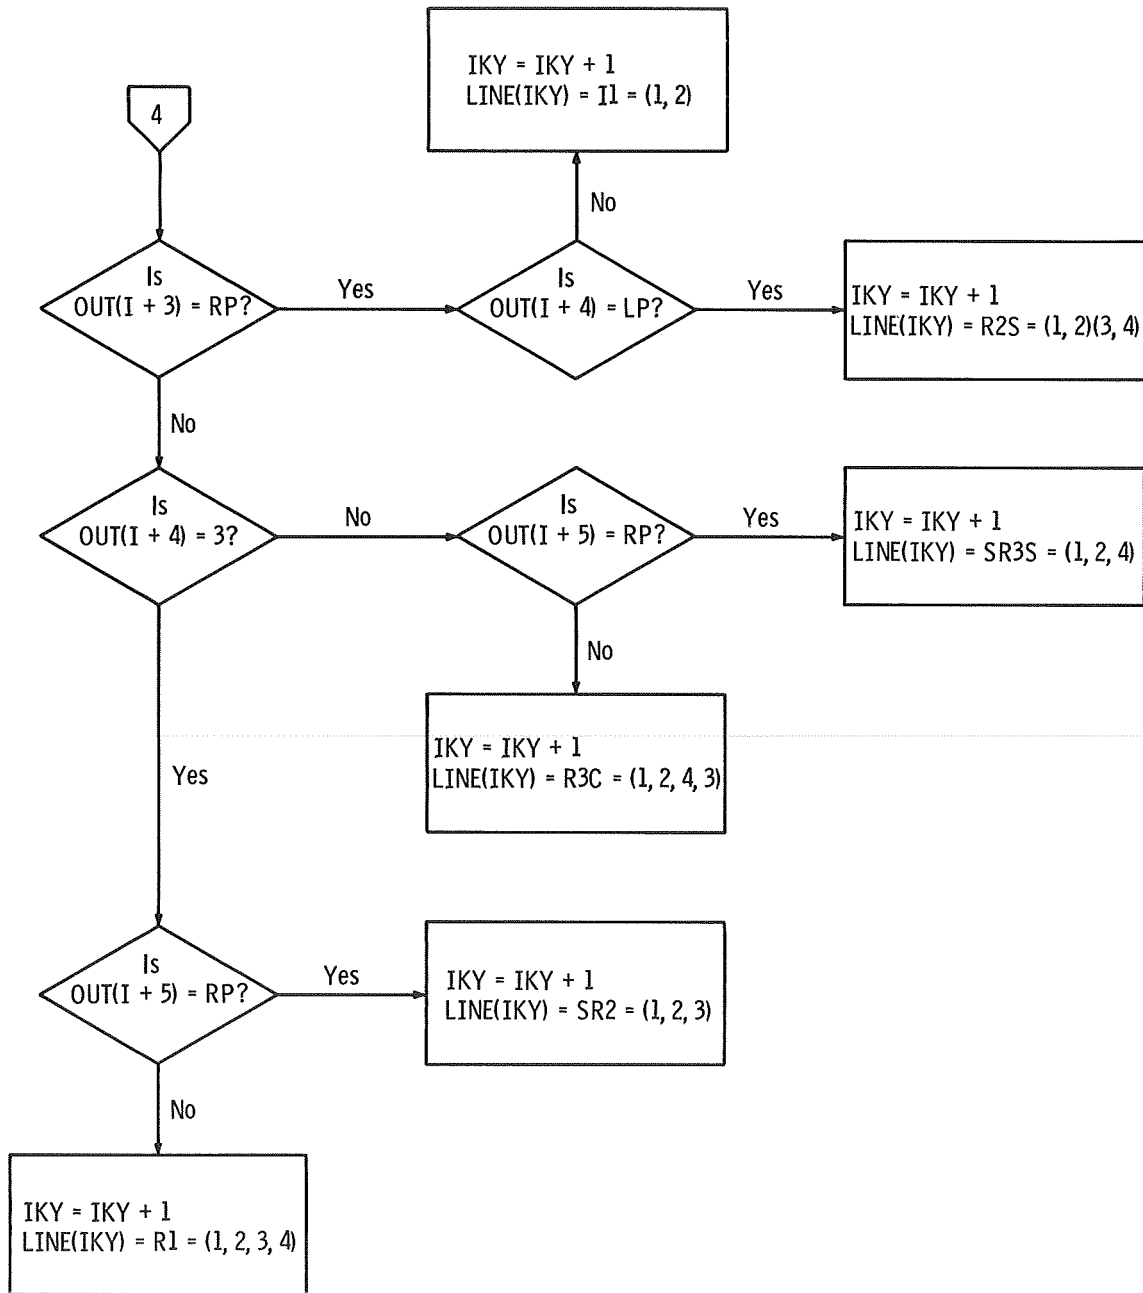 IKY = IKY + 1
LINE(IKY) = I1 = (1, 2)
4
No
Is
OUT(I + 3) = RP?
Yes
Is
OUT(I + 4) = LP?
Yes
IKY = IKY + 1
LINE(IKY) = R2S = (1, 2)(3, 4)
No
Is
OUT(I + 4) = 3?
No
Is
OUT(I + 5) = RP?
Yes
IKY = IKY + 1
LINE(IKY) = SR3S = (1, 2, 4)
No
IKY = IKY + 1
LINE(IKY) = R3C = (1, 2, 4, 3)
Yes
Is
OUT(I + 5) = RP?
Yes
IKY = IKY + 1
LINE(IKY) = SR2 = (1, 2, 3)
No
IKY = IKY + 1
LINE(IKY) = R1 = (1, 2, 3, 4)